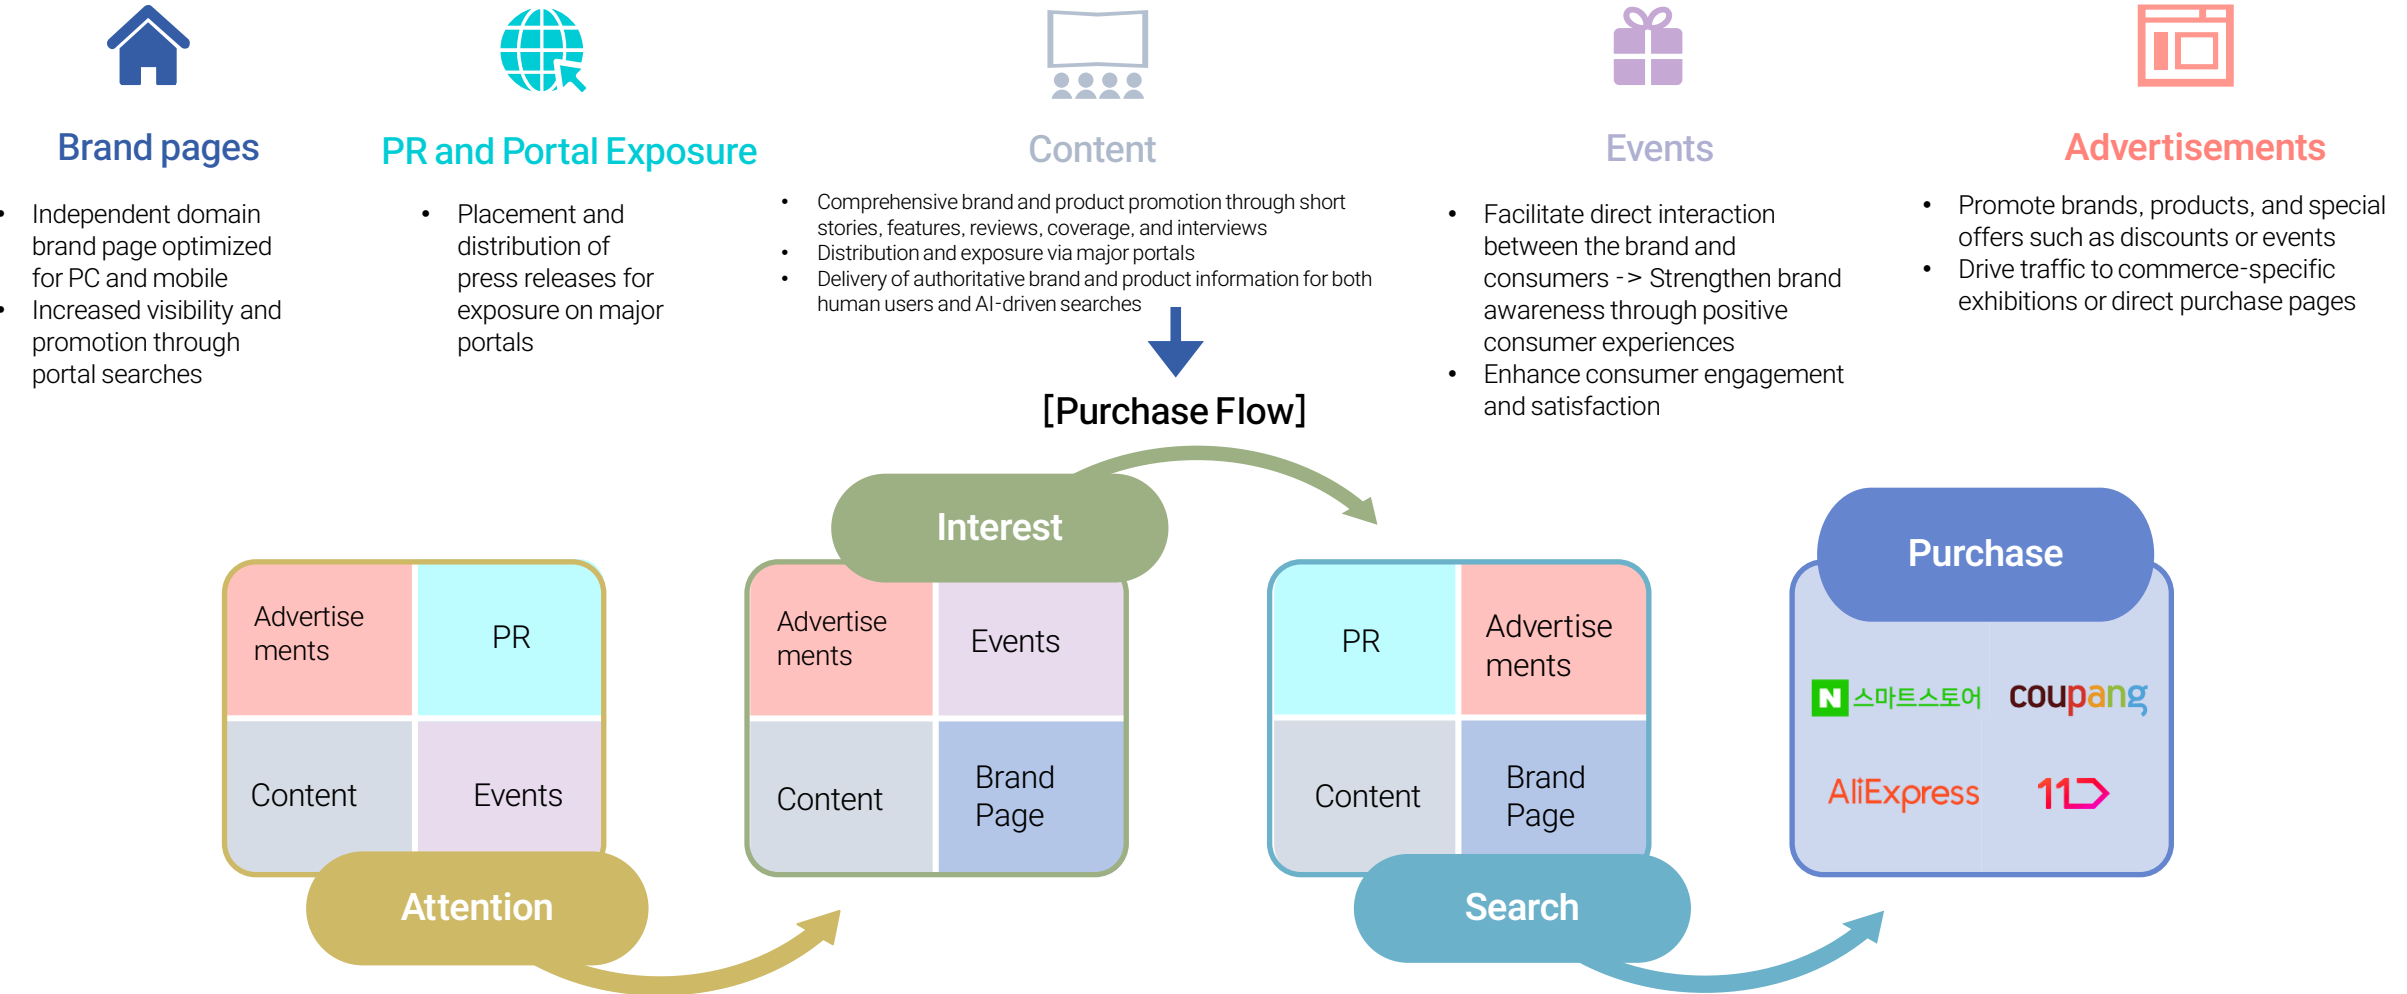 Brand pages
• Independent domain
brand page optimized
for PC and mobile
• Increased visibility and
promotion through
portal searches
PR and Portal Exposure
• Placement and
distribution of
press releases for
exposure on major
portals
Content
• Comprehensive brand and product promotion through short
stories, features, reviews, coverage, and interviews
• Distribution and exposure via major portals
• Delivery of authoritative brand and product information for both
human users and AI-driven searches
Events
• Facilitate direct interaction
between the brand and
consumers -> Strengthen brand
awareness through positive
consumer experiences
• Enhance consumer engagement
and satisfaction
Advertisements
• Promote brands, products, and special
offers such as discounts or events
• Drive traffic to commerce-specific
exhibitions or direct purchase pages
[Purchase Flow]
Advertise
ments
PR
Content
Events
Attention
Interest
Advertise
ments
Events
Content
Brand
Page
PR
Advertise
ments
Content
Brand
Page
Search
Purchase
N 스마트스토어
coupang
AliExpress
11